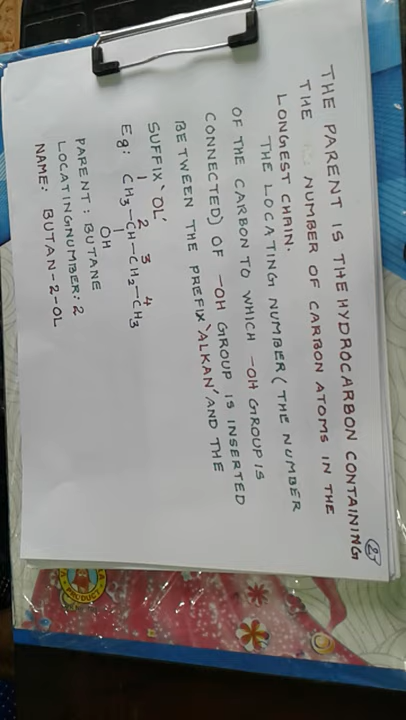 25
THE PARENT IS THE HYDROCARBON CONTAINING
THE NUMBER OF CARBON ATOMS IN THE
LONGEST CHAIN.
THE LOCATING NUMBER (THE NUMBER
OF THE CARBON TO WHICH -OH GROUP IS
CONNECTED) OF -OH GROUP IS INSERTED
BETWEEN THE PREFIX 'ALKAN' AND THE
SUFFIX 'OL'
1 2 3 4
Eg: CH3-CH-CH2-CH3
OH
PARENT: BUTANE
LOCATING NUMBER: 2
NAME: BUTAN-2-OL
PRODUCT